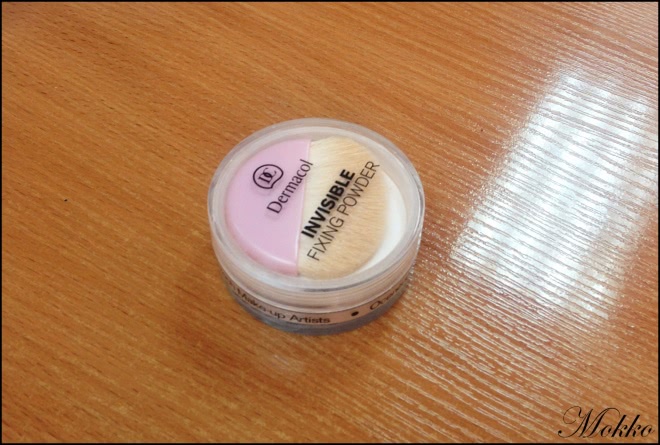 DC
Dermacol
INVISIBLE
FIXING POWDER
Make-up Artists •
Mokko